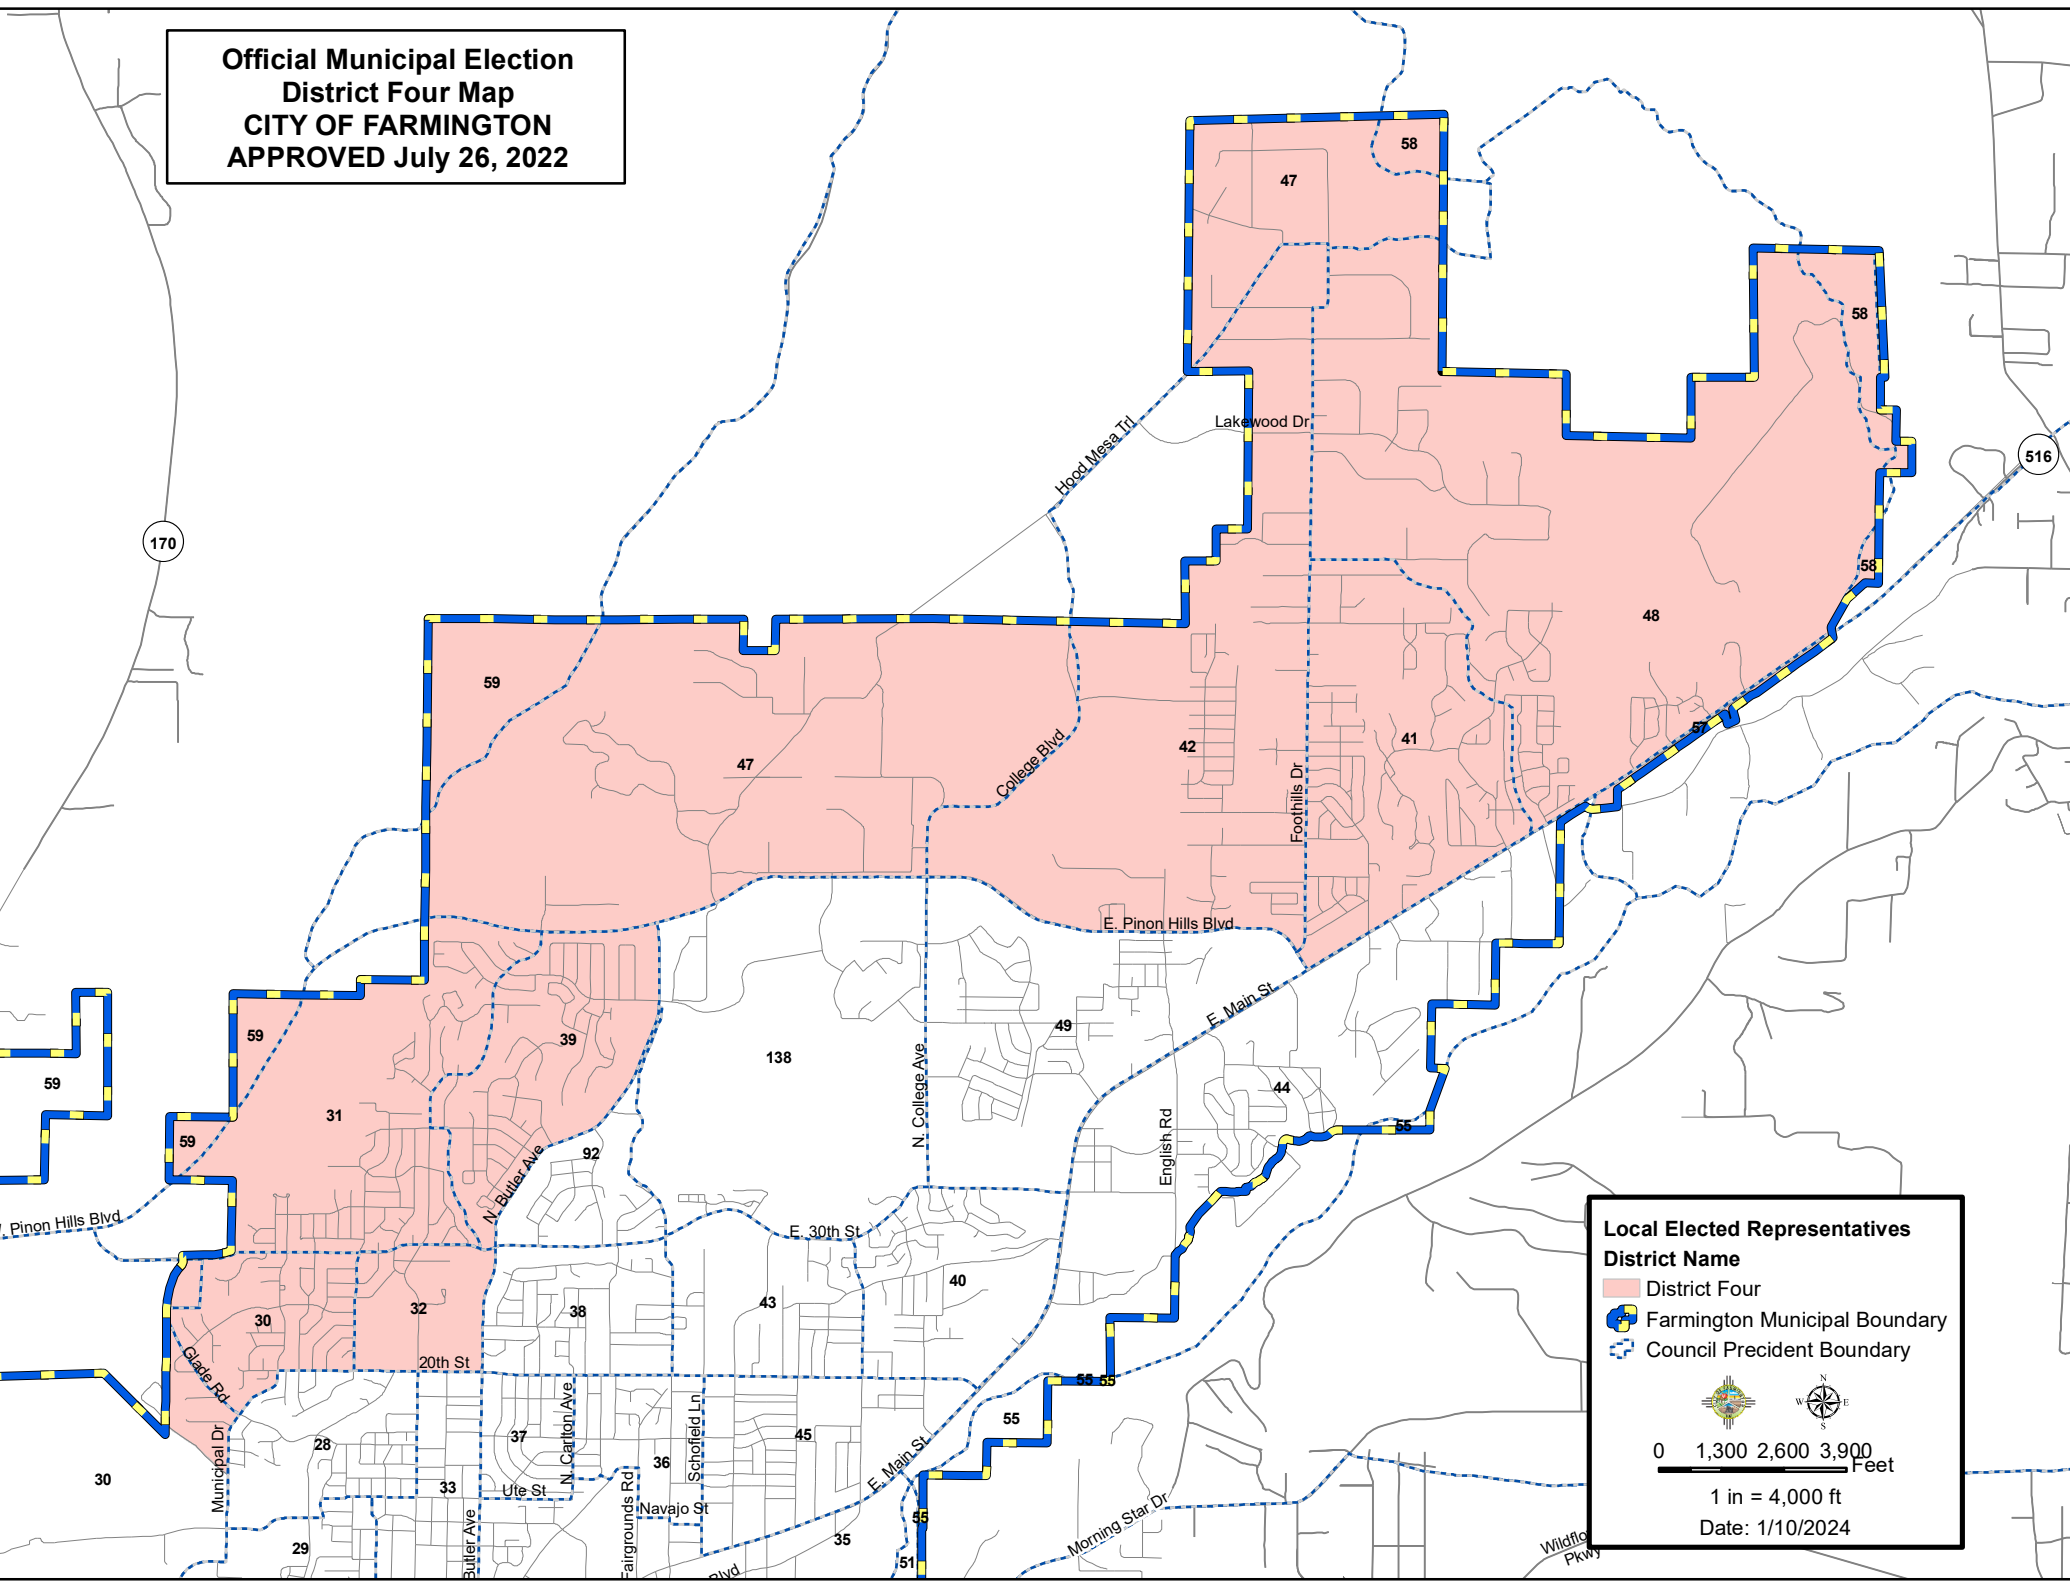 Official Municipal Election
District Four Map
CITY OF FARMINGTON
APPROVED July 26, 2022
58
47
58
Lakewood Dr
Hood Mesa Trl
516
170
58
48
59
57
42
41
47
College Blvd
Foothills Dr
E. Pinon Hills Blvd
E. Main St
59
39
49
138
59
N. College Ave
44
31
55
59
92
English Rd
N. Butler Ave
. Pinon Hills Blvd
E. 30th St
40
43
32
38
30
Glade Rd
20th St
55 55
N. Carlton Ave
Schofield Ln
55
45
37
28
Municipal Dr
E. Main St
36
30
33
Ute St
Fairgrounds Rd
Navajo St
55
Morning Star Dr
35
29
Butler Ave
51
Blvd
Wildflo
Pkwy
Local Elected Representatives
District Name
District Four
Farmington Municipal Boundary
Council Precident Boundary
N
W E
S
0 1,300 2,600 3,900
Feet
1 in = 4,000 ft
Date: 1/10/2024